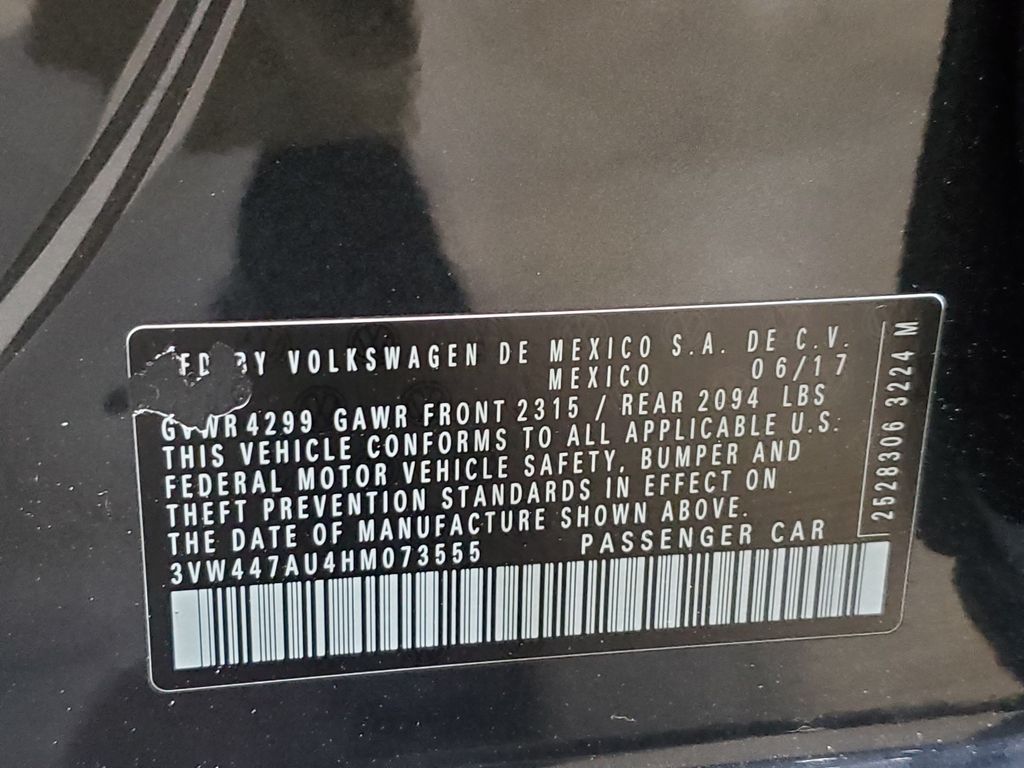 BY VOLKSWAGEN DE MEXICO S.A. DE C.V.
MEXICO 06/17
GVWR 4299 GAWR FRONT 2315 / REAR 2094 LBS
THIS VEHICLE CONFORMS TO ALL APPLICABLE U.S.
FEDERAL MOTOR VEHICLE SAFETY, BUMPER AND
THEFT PREVENTION STANDARDS IN EFFECT ON
THE DATE OF MANUFACTURE SHOWN ABOVE.
3VW447AU4HM073555 PASSENGER CAR
2528306 3224 M